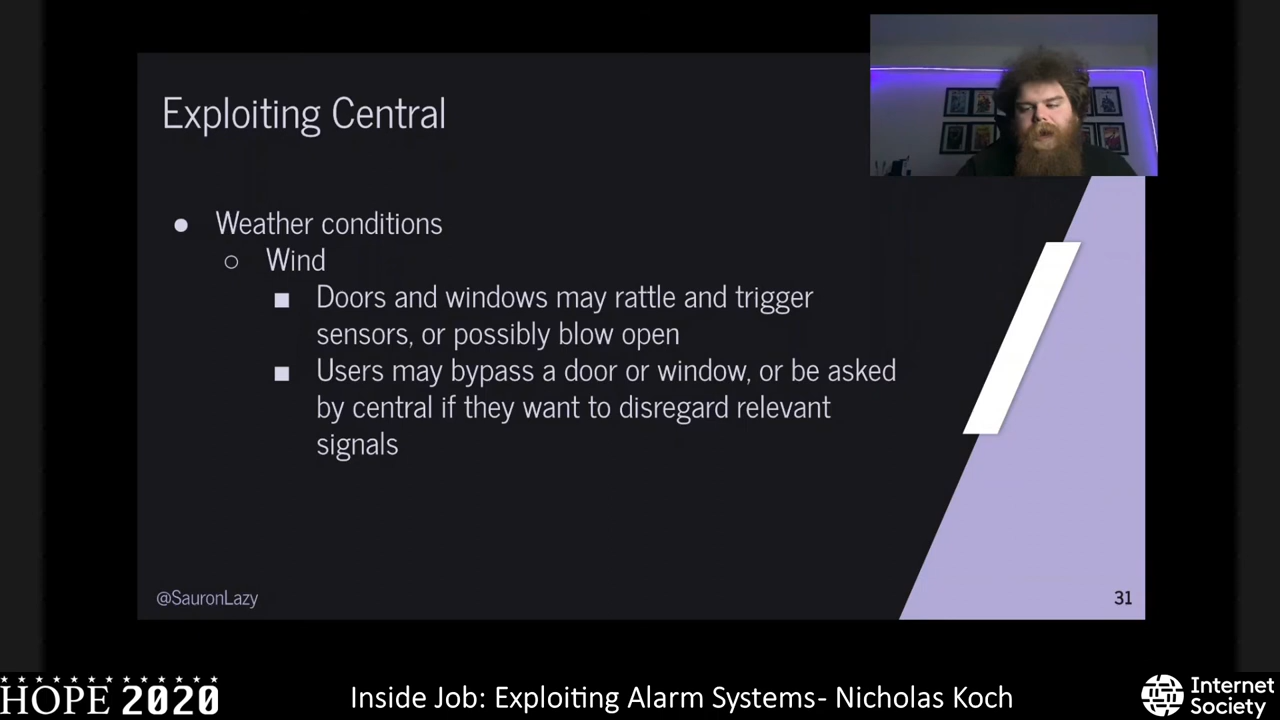 Exploiting Central
● Weather conditions
○ Wind
■ Doors and windows may rattle and trigger
sensors, or possibly blow open
■ Users may bypass a door or window, or be asked
by central if they want to disregard relevant
signals
@SauronLazy
31
HOPE 2020
Inside Job: Exploiting Alarm Systems- Nicholas Koch
Internet
Society